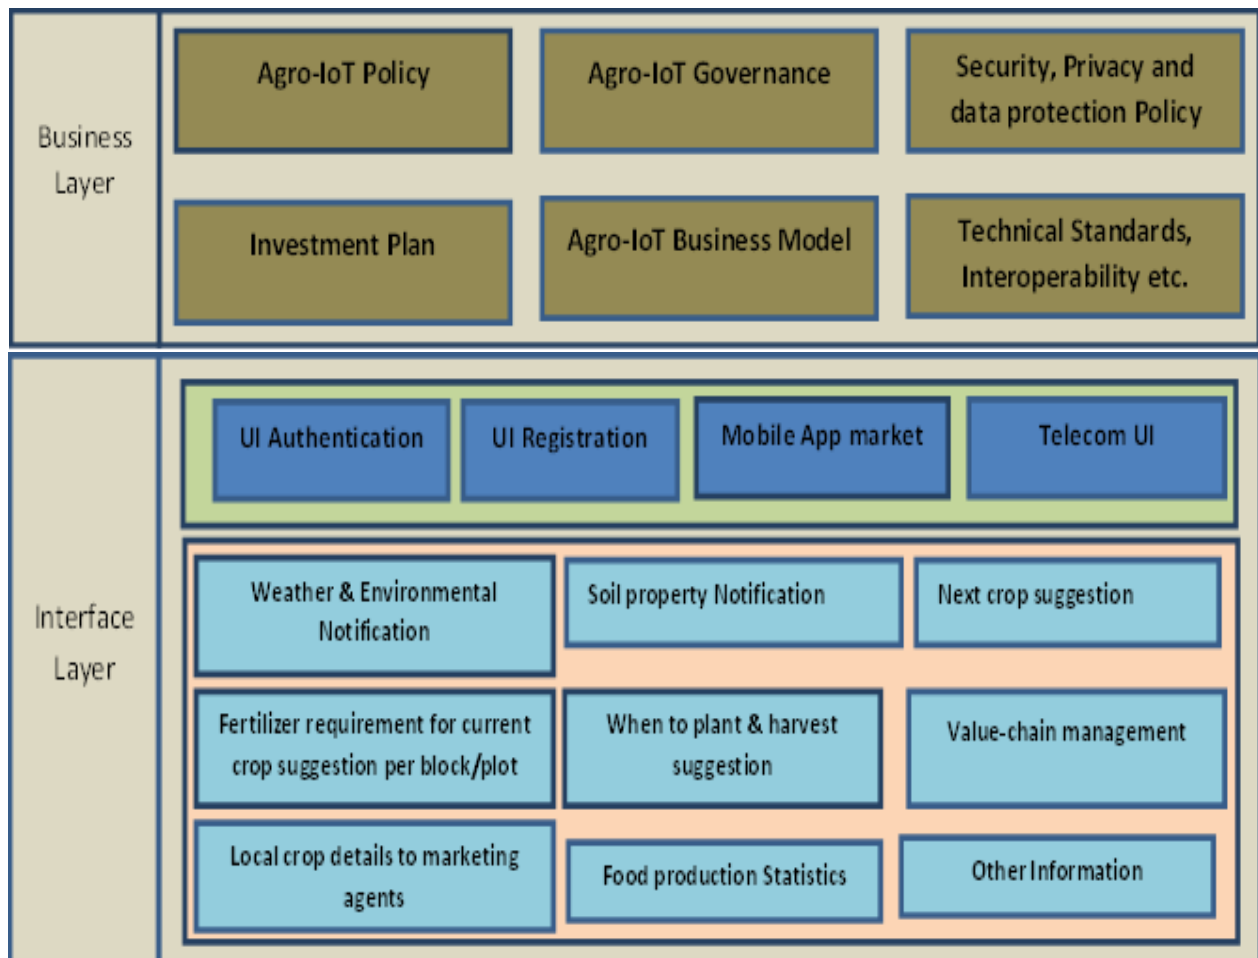 Business
Layer
Agro-IoT Policy
Agro-IoT Governance
Security, Privacy and
data protection Policy
Investment Plan
Agro-IoT Business Model
Technical Standards,
Interoperability etc.
Interface
Layer
UI Authentication
UI Registration
Mobile App market
Telecom UI
Weather & Environmental
Notification
Soil property Notification
Next crop suggestion
Fertilizer requirement for current
crop suggestion per block/plot
When to plant & harvest
suggestion
Value-chain management
Local crop details to marketing
agents
Food production Statistics
Other Information